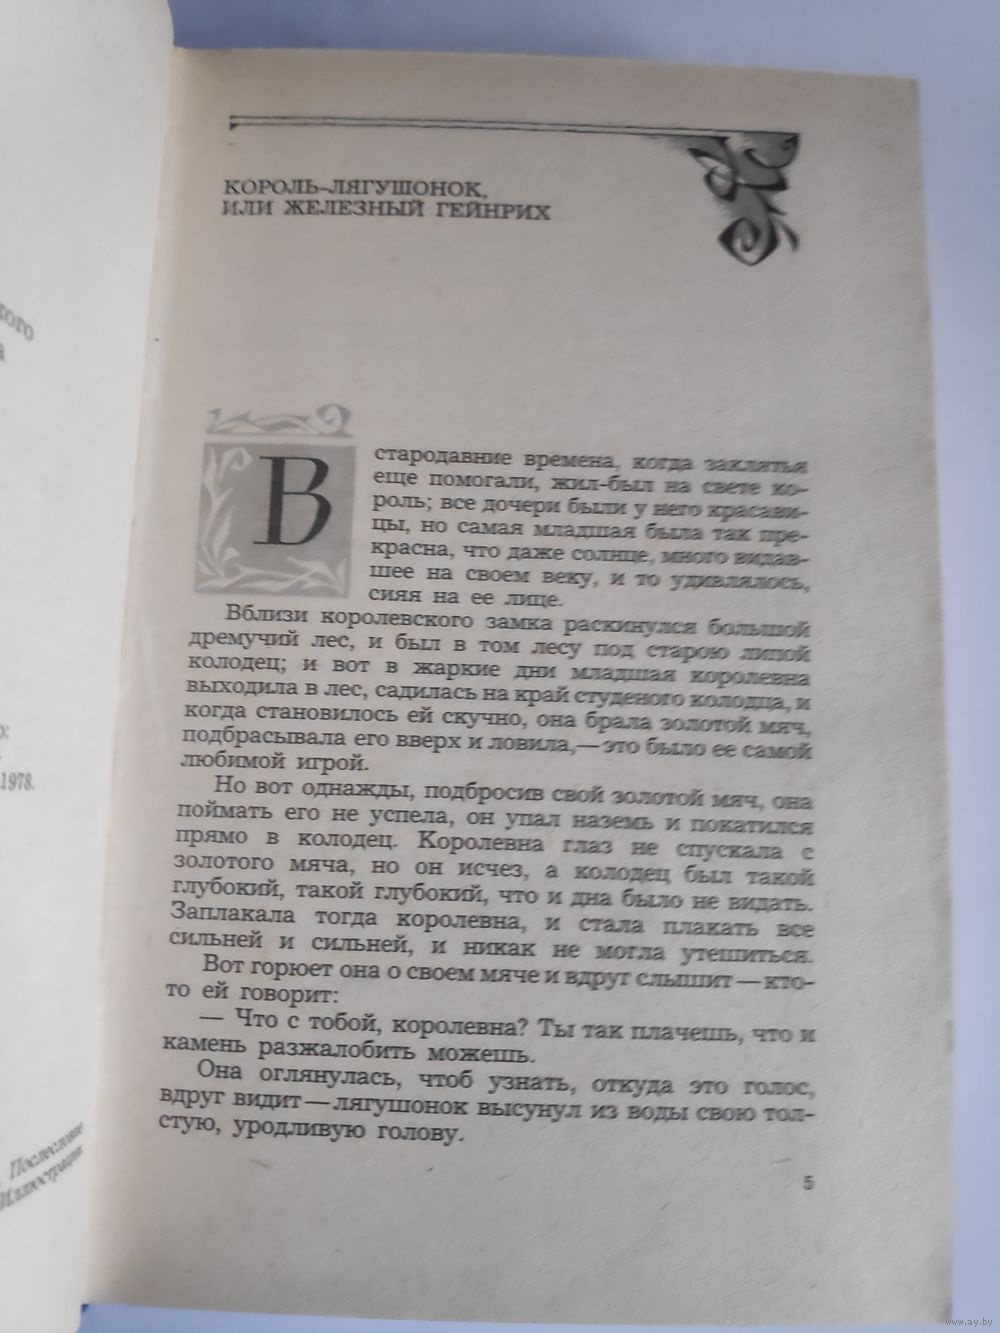 кого
а
о:
1978.
Послесловие
Иллюстрации
КОРОЛЬ-ЛЯГУШОНОК,
ИЛИ ЖЕЛЕЗНЫЙ ГЕЙНРИХ
В
стародавние времена, когда заклятья
еще помогали, жил-был на свете ко-
роль; все дочери были у него красави-
цы, но самая младшая была так пре-
красна, что даже солнце, много видав-
шее на своем веку, и то удивлялось,
сияя на ее лице.
Вблизи королевского замка раскинулся большой
дремучий лес, и был в том лесу под старою липой
колодец; и вот в жаркие дни младшая королевна
выходила в лес, садилась на край студеного колодца, и
когда становилось ей скучно, она брала золотой мяч,
подбрасывала его вверх и ловила,—это было ее самой
любимой игрой.
Но вот однажды, подбросив свой золотой мяч, она
поймать его не успела, он упал наземь и покатился
прямо в колодец. Королевна глаз не спускала с
золотого мяча, но он исчез, а колодец был такой
глубокий, такой глубокий, что и дна было не видать.
Заплакала тогда королевна, и стала плакать все
сильней и сильней, и никак не могла утешиться.
Вот горюет она о своем мяче и вдруг слышит—кто-
то ей говорит:
— Что с тобой, королевна? Ты так плачешь, что и
камень разжалобить можешь.
Она оглянулась, чтоб узнать, откуда это голос,
вдруг видит—лягушонок высунул из воды свою тол-
стую, уродливую голову.
5
www.ay.by